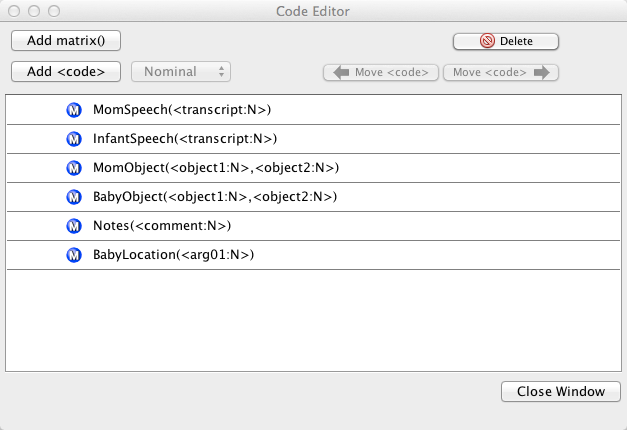 Code Editor
Add matrix()
Delete
Add <code>
Nominal
Move <code>
Move <code>
M MomSpeech(<transcript:N>)
M InfantSpeech(<transcript:N>)
M MomObject(<object1:N>,<object2:N>)
M BabyObject(<object1:N>,<object2:N>)
M Notes(<comment:N>)
M BabyLocation(<arg01:N>)
Close Window